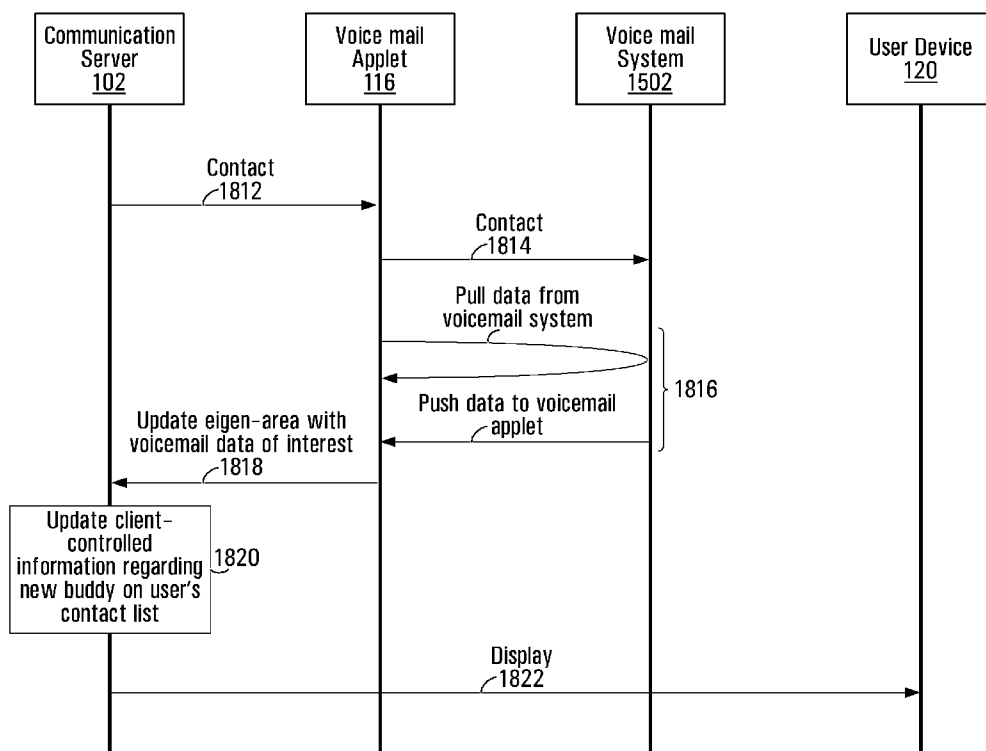 Communication
Server
102
Voice mail
Applet
116
Voice mail
System
1502
User Device
120
Contact
1812
Contact
1814
Pull data from
voicemail system
1816
Push data to voicemail
applet
Update eigen-area with
voicemail data of interest
1818
Update client-
controlled
information regarding
new buddy on user's
contact list
1820
Display
1822